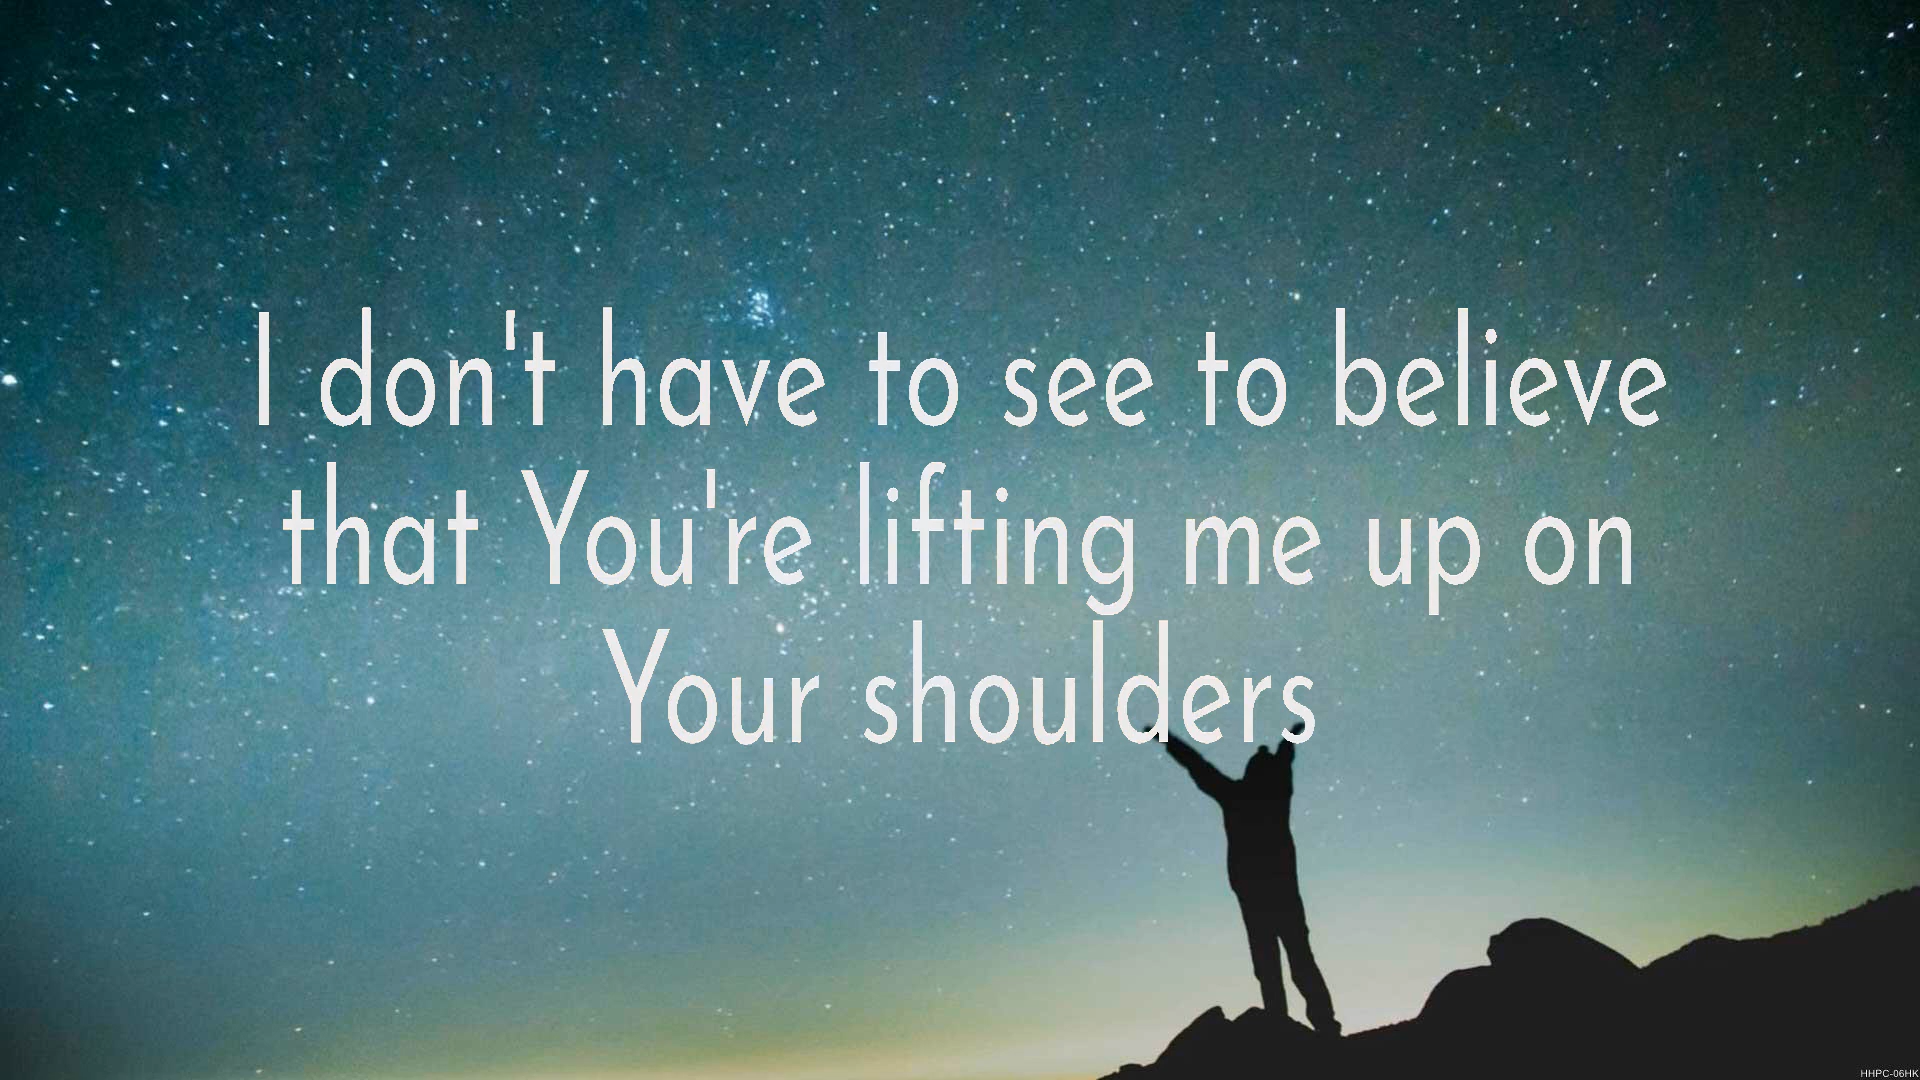 I don't have to see to believe
that You're lifting me up on
Your shoulders
HHPC-06HK